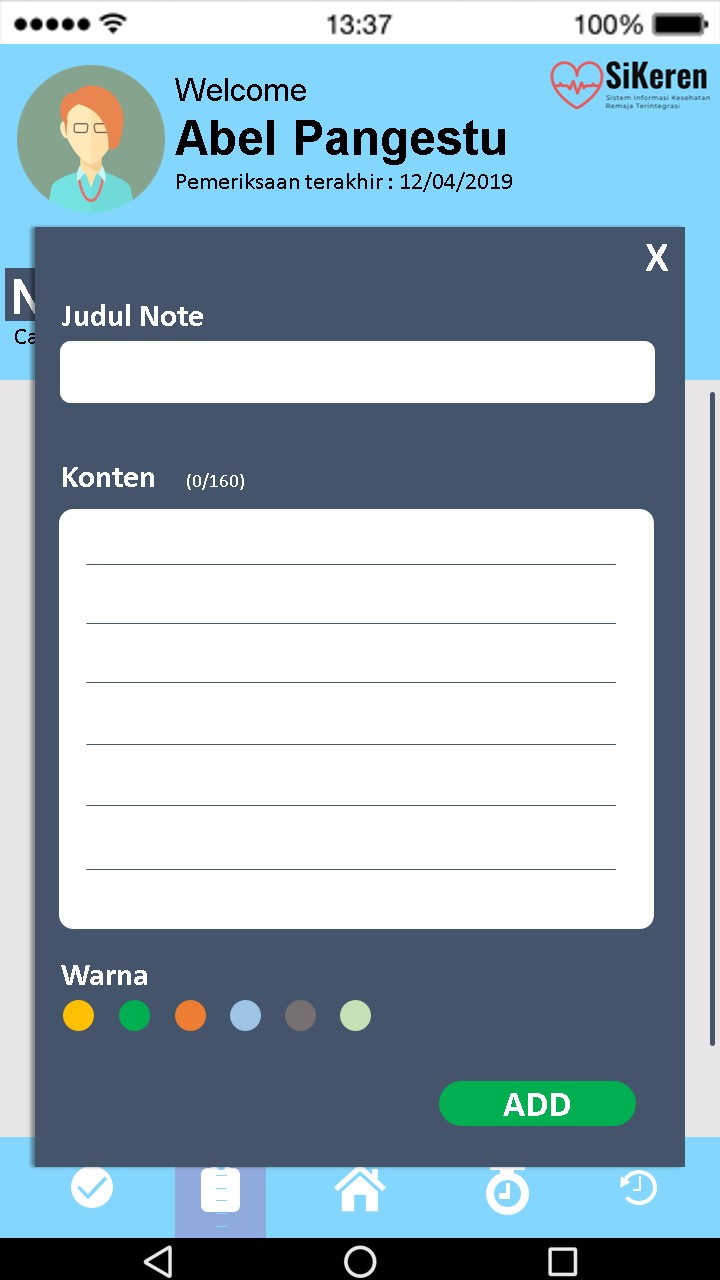 13:37
100%
SiKeren
Sistem Informasi Kesehatan
Remaja Terintegrasi
Welcome
Abel Pangestu
Pemeriksaan terakhir : 12/04/2019
X
Judul Note
Konten (0/160)
Warna
ADD